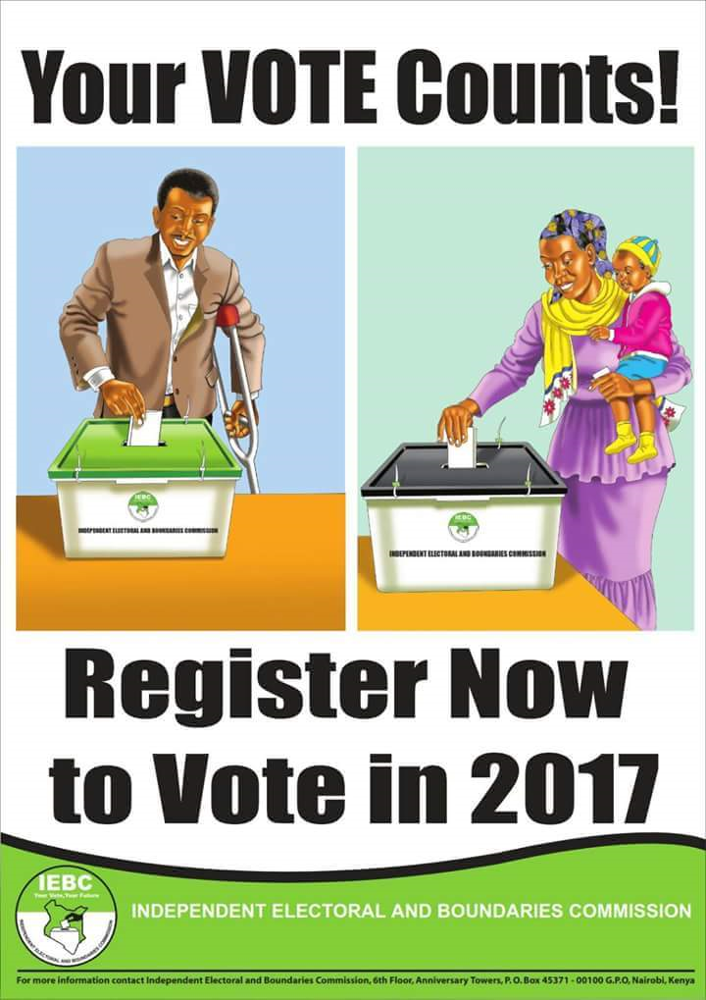 Your VOTE Counts!
IEBC
INDEPENDENT ELECTORAL AND BOUNDARIES COMMISSION
IEBC
INDEPENDENT ELECTORAL AND BOUNDARIES COMMISSION
Register Now
to Vote in 2017
IEBC
Your Vote,Your Future
INDEPENDENT ELECTORAL AND BOUNDARIES COMMISSION
INDEPENDENT ELECTORAL AND BOUNDARIES COMMISSION
For more information contact Independent Electoral and Boundaries Commission, 6th Floor, Anniversary Towers, P. O. Box 45371 - 00100 G.P.O, Nairobi, Kenya